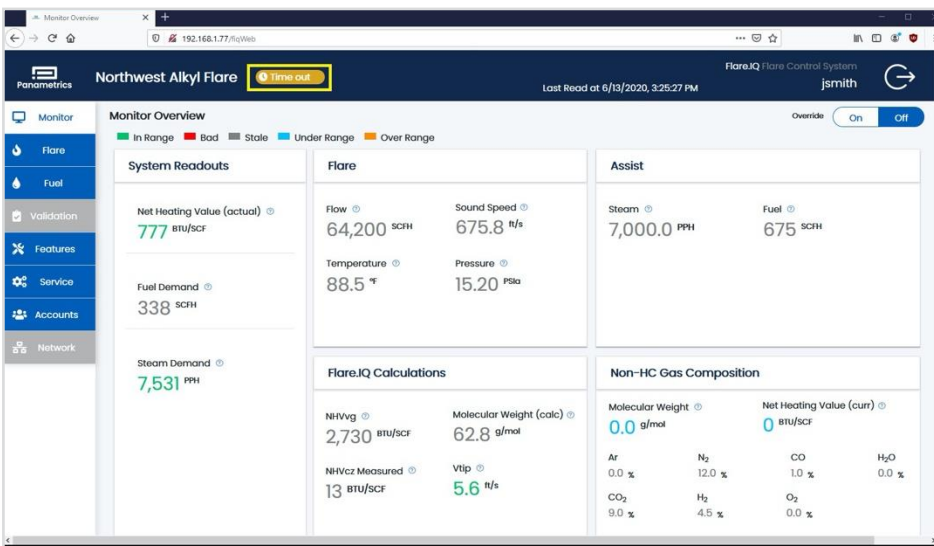 Monitor Overview
192.168.1.77/fiqWeb
Panametrics
Northwest Alkyl Flare
Time out
Last Read at 6/13/2020, 3:25:27 PM
Flare.IQ Flare Control System
jsmith
Monitor
Flare
Fuel
Validation
Features
Service
Accounts
Network
Monitor Overview
Override On Off
In Range Bad Stale Under Range Over Range
System Readouts
Net Heating Value (actual)
777 BTU/SCF
Fuel Demand
338 SCFH
Steam Demand
7,531 PPH
Flare
Flow
64,200 SCFH
Sound Speed
675.8 ft/s
Temperature
88.5 °F
Pressure
15.20 PSIa
Assist
Steam
7,000.0 PPH
Fuel
675 SCFH
Flare.IQ Calculations
NHVvg
2,730 BTU/SCF
Molecular Weight (calc)
62.8 g/mol
NHVcz Measured
13 BTU/SCF
Vtip
5.6 ft/s
Non-HC Gas Composition
Molecular Weight
0.0 g/mol
Net Heating Value (curr)
0 BTU/SCF
Ar N₂ CO H₂O
0.0 % 12.0 % 1.0 % 0.0 %
CO₂ H₂ O₂
9.0 % 4.5 % 0.0 %